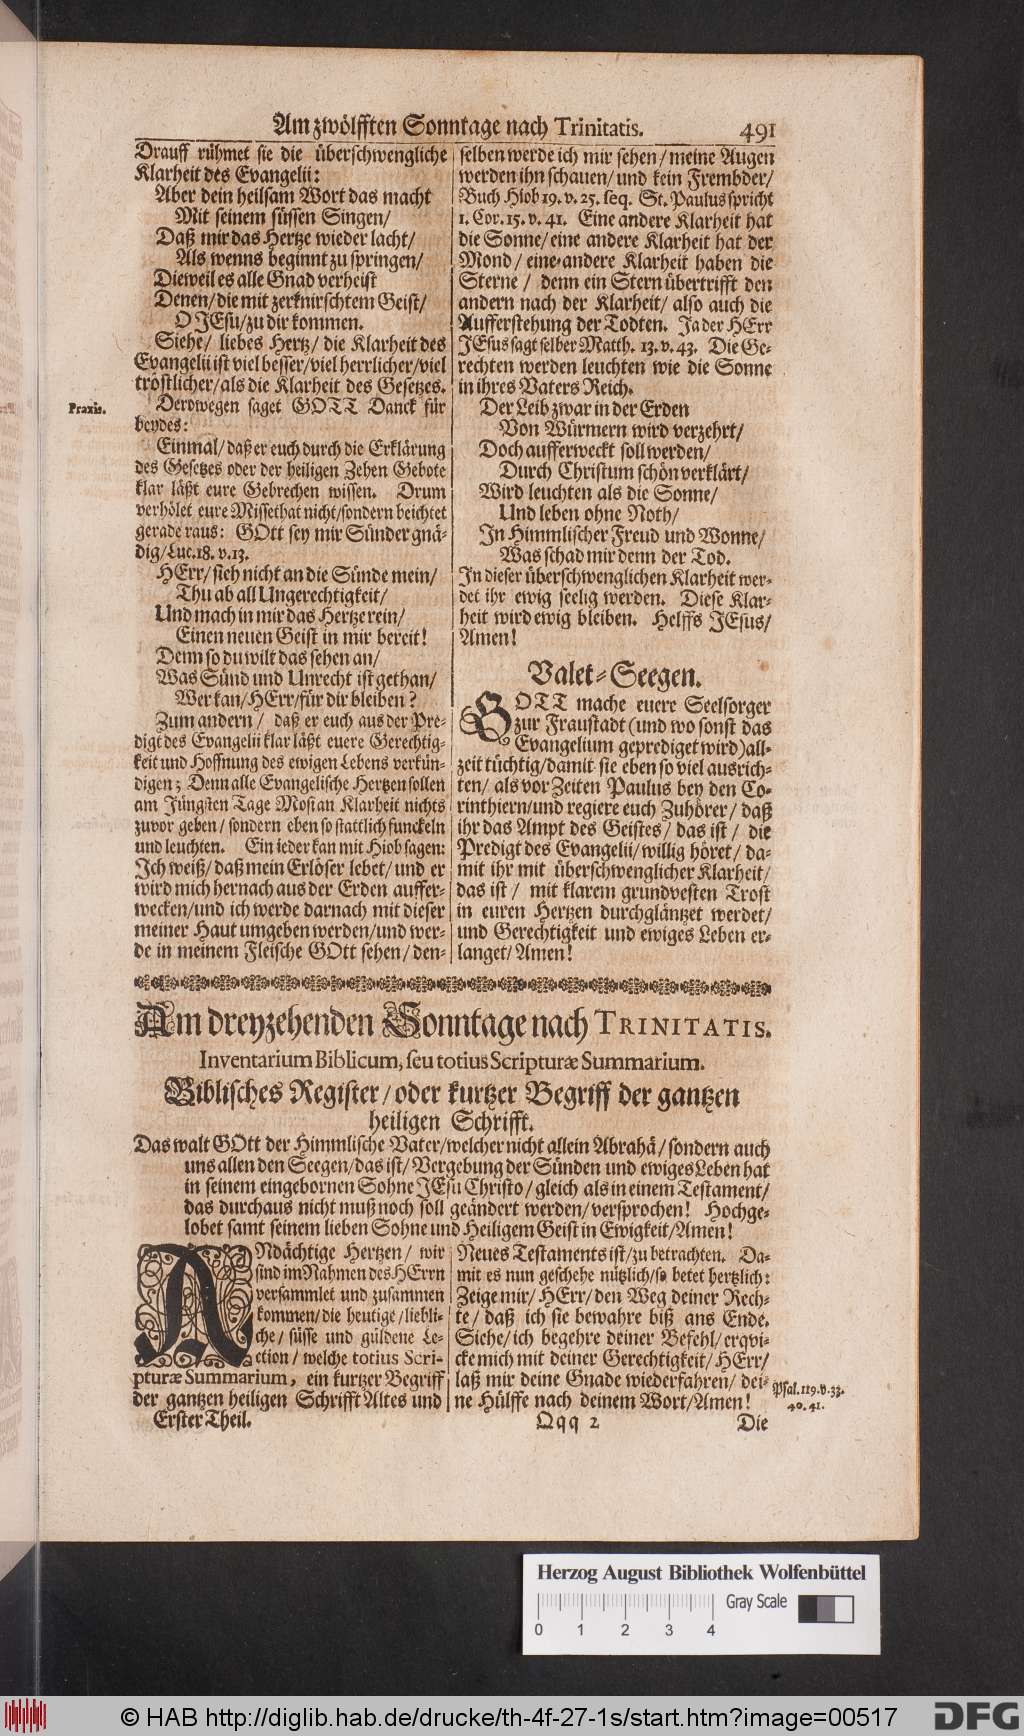 Am zwölfften Sonntage nach Trinitatis. 491
Drauff rühmet sie die überschwengliche
Klarheit des Evangelii:
Aber dein heilsam Wort das macht
Mit seinem süssen Singen/
Daß mir das Hertze wieder lacht/
Als wenns beginnt zu springen/
Dieweil es alle Gnad verheist
Denen/die mit zerknirschtem Geist/
O JEsu/zu dir kommen.
Siehe/ liebes Hertz/ die Klarheit des
Evangelii ist viel besser/viel herrlicher/viel
tröstlicher/als die Klarheit des Gesetzes.
Praxis.
Derowegen saget GOTT Danck für
beydes:
Einmal/daß er euch durch die Erklärung
des Gesetzes oder der heiligen Zehen Gebote
klar läßt eure Gebrechen wissen. Drum
verhölet eure Missethat nicht/sondern beichtet
gerade raus: GOtt sey mir Sünder gnä-
dig/Luc.18. v.13.
HErr/sieh nicht an die Sünde mein/
Thu ab all Ungerechtigkeit/
Und mach in mir das Hertze rein/
Einen neuen Geist in mir bereit!
Denn so du wilt das sehen an/
Was Sünd und Unrecht ist gethan/
Wer kan/HErr/für dir bleiben?
Zum andern/ daß er euch aus der Pre-
digt des Evangelii klar läßt euere Gerechtig-
keit und Hoffnung des ewigen Lebens verkün-
digen; Denn alle Evangelische Hertzen sollen
am Jüngsten Tage Mosi an Klarheit nichts
zuvor geben/sondern eben so stattlich funckeln
und leuchten. Ein ieder kan mit Hiob sagen:
Ich weiß/daß mein Erlöser lebet/und er
wird mich hernach aus der Erden auffer-
wecken/und ich werde darnach mit dieser
meiner Haut umgeben werden/und wer-
de in meinem Fleische GOtt sehen/den-
selben werde ich mir sehen/meine Augen
werden ihn schauen/und kein Frembder/
Buch Hiob 19. v. 25. seq. St. Paulus spricht
1. Cor. 15. v. 41. Eine andere Klarheit hat
die Sonne/eine andere Klarheit hat der
Mond/eine andere Klarheit haben die
Sterne/ denn ein Stern übertrifft den
andern nach der Klarheit/also auch die
Aufferstehung der Todten. Ja der HErr
JEsus sagt selber Matth. 13. v. 43. Die Ge-
rechten werden leuchten wie die Sonne
in ihres Vaters Reich.
Der Leib zwar in der Erden
Von Würmern wird verzehrt/
Doch aufferweckt soll werden/
Durch Christum schön verklärt/
Wird leuchten als die Sonne/
Und leben ohne Noth/
In Himmlischer Freud und Wonne/
Was schad mir denn der Tod.
In dieser überschwenglichen Klarheit wer-
det ihr ewig seelig werden. Diese Klar-
heit wird ewig bleiben. Helffs JEsus/
Amen!
Valet-Seegen.
GOTT mache euere Seelsorger
zur Fraustadt (und wo sonst das
Evangelium geprediget wird) all-
zeit tüchtig/damit sie eben so viel ausrich-
ten/als vor Zeiten Paulus bey den Co-
rinthiern/und regiere euch Zuhörer/daß
ihr das Ampt des Geistes/das ist/ die
Predigt des Evangelii/willig höret/da-
mit ihr mit überschwenglicher Klarheit/
das ist/ mit klarem grundvesten Trost
in euren Hertzen durchgläntzet werdet/
und Gerechtigkeit und ewiges Leben er-
langet/Amen!
Am dreyzehenden Sonntage nach TRINITATIS.
Inventarium Biblicum, seu totius Scripturæ Summarium.
Biblisches Register/oder kurtzer Begriff der gantzen
heiligen Schrifft.
Das walt GOtt der Himmlische Vater/welcher nicht allein Abrahä/sondern auch
uns allen den Seegen/das ist/Vergebung der Sünden und ewiges Leben hat
in seinem eingebornen Sohne JEsu Christo/gleich als in einem Testament/
das durchaus nicht muß noch soll geändert werden/versprochen! Hochge-
lobet samt seinem lieben Sohne und Heiligem Geist in Ewigkeit/Amen!
ANdächtige Hertzen/ wir
sind im Nahmen des HErrn
versammlet und zusammen
kommen/die heutige/liebli-
che/ süsse und güldene Le-
ction/ welche totius Scri-
pturæ Summarium, ein kurtzer Begriff
der gantzen heiligen Schrifft Altes und
Neues Testaments ist/zu betrachten. Da-
mit es nun geschehe nützlich/so betet hertzlich:
Zeige mir/HErr/den Weg deiner Rech-
te/ daß ich sie bewahre biß ans Ende.
Siehe/ich begehre deiner Befehl/erqvi-
cke mich mit deiner Gerechtigkeit/HErr/
laß mir deine Gnade wiederfahren/dei-
ne Hülffe nach deinem Wort/Amen!
Psal. 119. v. 33.
40. 41.
Erster Theil. Qqq 2 Die
Herzog August Bibliothek Wolfenbüttel
Gray Scale
0 1 2 3 4
© HAB http://diglib.hab.de/drucke/th-4f-27-1s/start.htm?image=00517
DFG